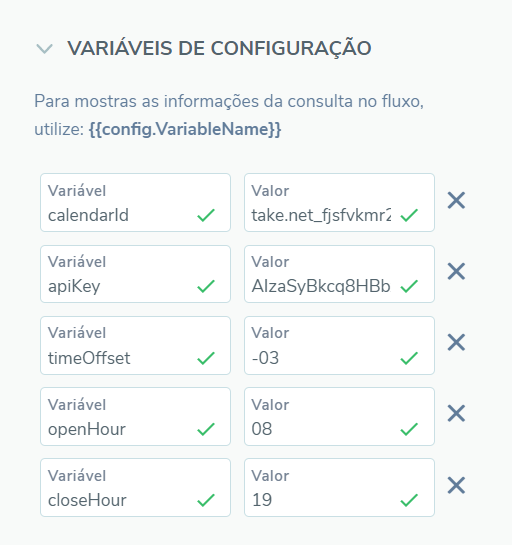 VARIÁVEIS DE CONFIGURAÇÃO
Para mostras as informações da consulta no fluxo,
utilize: {{config.VariableName}}
Variável Valor
calendarId take.net_fjsfvkmr2
Variável Valor
apiKey AIzaSyBkcq8HBb
Variável Valor
timeOffset -03
Variável Valor
openHour 08
Variável Valor
closeHour 19